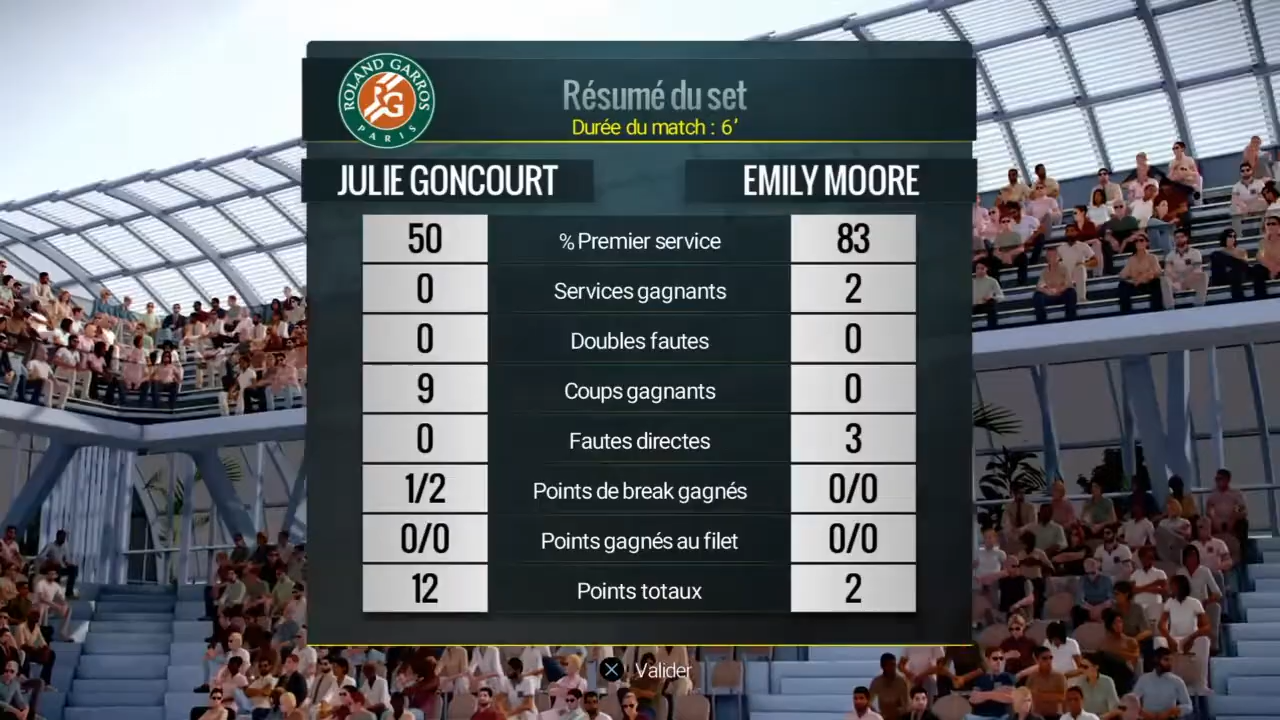 ROLAND GARROS
PARIS
Résumé du set
Durée du match : 6’
JULIE GONCOURT EMILY MOORE
50 % Premier service 83
0 Services gagnants 2
0 Doubles fautes 0
9 Coups gagnants 0
0 Fautes directes 3
1/2 Points de break gagnés 0/0
0/0 Points gagnés au filet 0/0
12 Points totaux 2
Valider